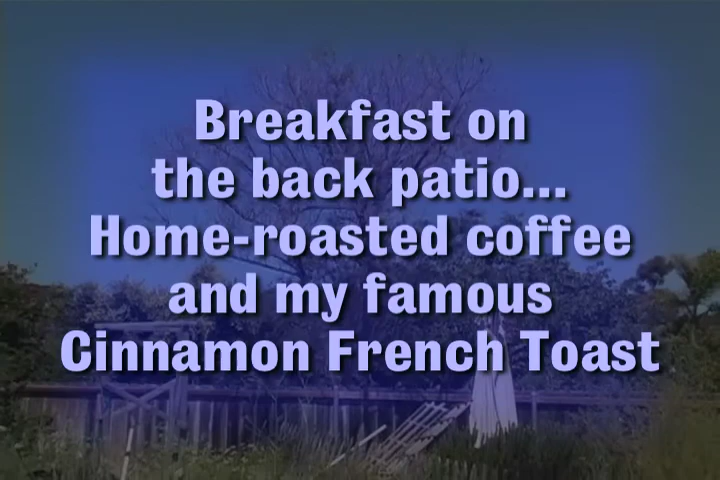 Breakfast on
the back patio...
Home-roasted coffee
and my famous
Cinnamon French Toast